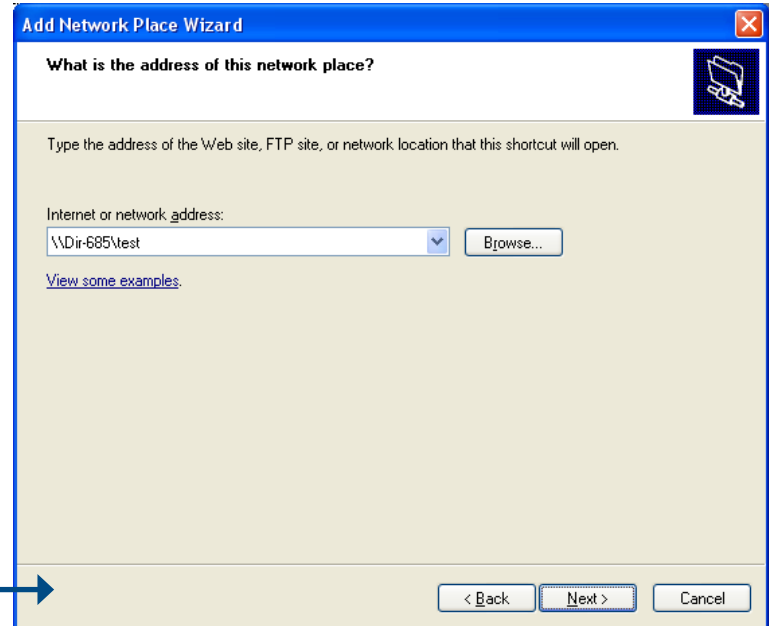 Add Network Place Wizard
What is the address of this network place?
Type the address of the Web site, FTP site, or network location that this shortcut will open.
Internet or network address:
\\Dir-685\test
Browse...
View some examples.
< Back
Next >
Cancel